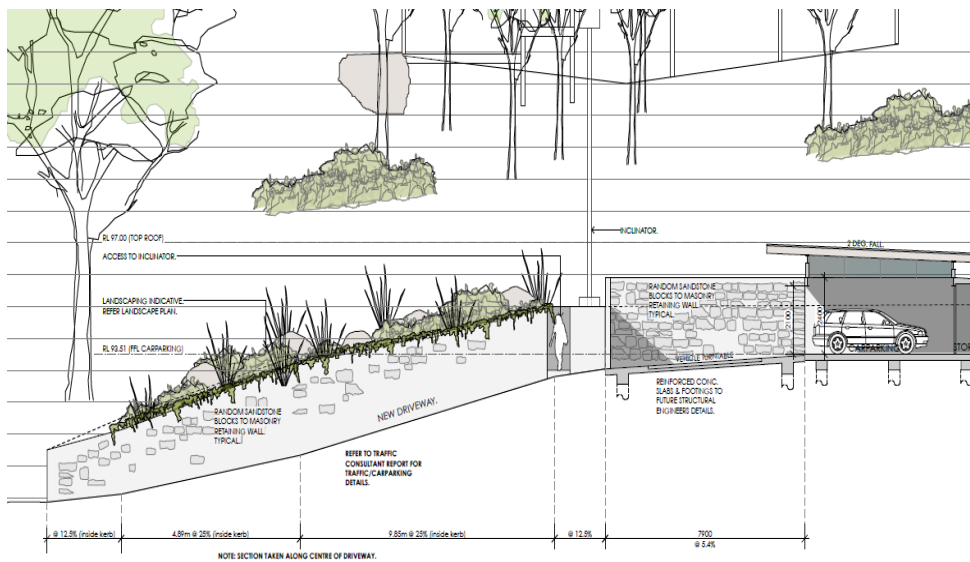 INCLINATOR.
RL 97.00 (TOP ROOF)
2 DEG. FALL.
ACCESS TO INCLINATOR.
RANDOM SANDSTONE
BLOCKS TO MASONRY
RETAINING WALL
TYPICAL.
LANDSCAPING INDICATIVE.
REFER LANDSCAPE PLAN.
2100
RL 93.51 (FFL CARPARKING)
CARPARKING
STOR
VEHICLE TURNTABLE
REINFORCED CONC.
SLABS & FOOTINGS TO
FUTURE STRUCTURAL
ENGINEERS DETAILS.
RANDOM SANDSTONE
BLOCKS TO MASONRY
RETAINING WALL.
TYPICAL.
NEW DRIVEWAY.
REFER TO TRAFFIC
CONSULTANT REPORT FOR
TRAFFIC/CARPARKING
DETAILS.
@ 12.5% (inside kerb)
4.89m @ 25% (inside kerb)
9.85m @ 25% (inside kerb)
@ 12.5%
7900
@ 5.4%
NOTE: SECTION TAKEN ALONG CENTRE OF DRIVEWAY.